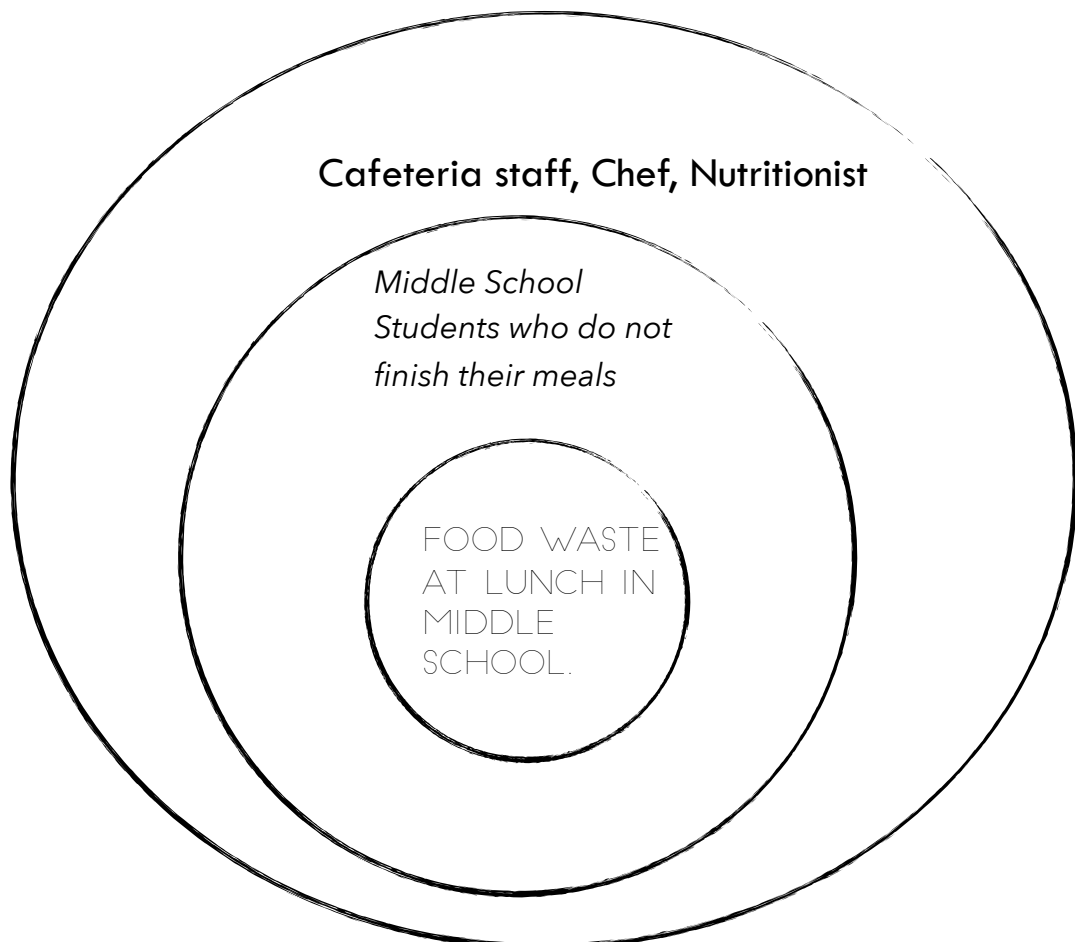 Cafeteria staff, Chef, Nutritionist
Middle School
Students who do not
finish their meals
FOOD WASTE
AT LUNCH IN
MIDDLE
SCHOOL.